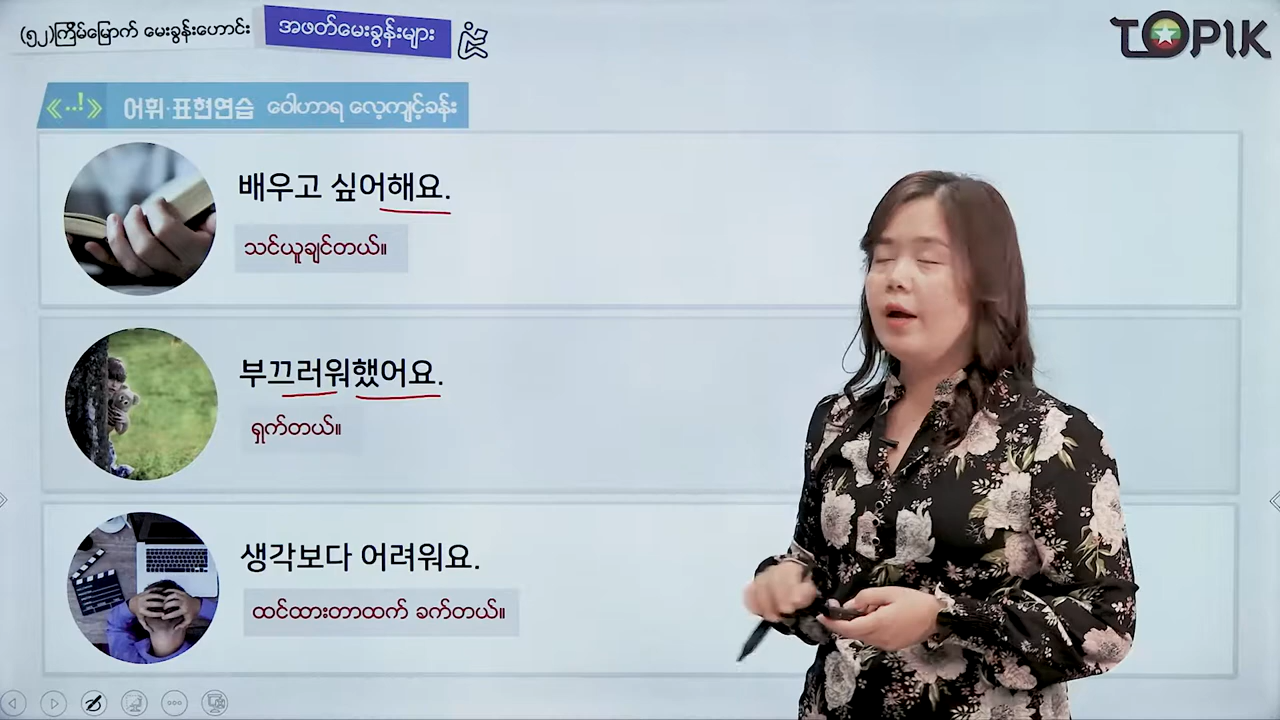 (၅၂)ကြိမ်မြောက် မေးခွန်းဟောင်း
အဖတ်မေးခွန်းများ
TOPIK
어휘·표현연습 ဝေါဟာရ လေ့ကျင့်ခန်း
배우고 싶어해요.
သင်ယူချင်တယ်။
부끄러워했어요.
ရှက်တယ်။
생각보다 어려워요.
ထင်ထားတာထက် ခက်တယ်။